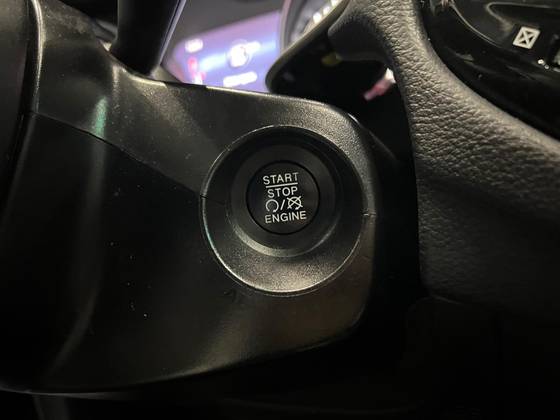 START
STOP
/
ENGINE